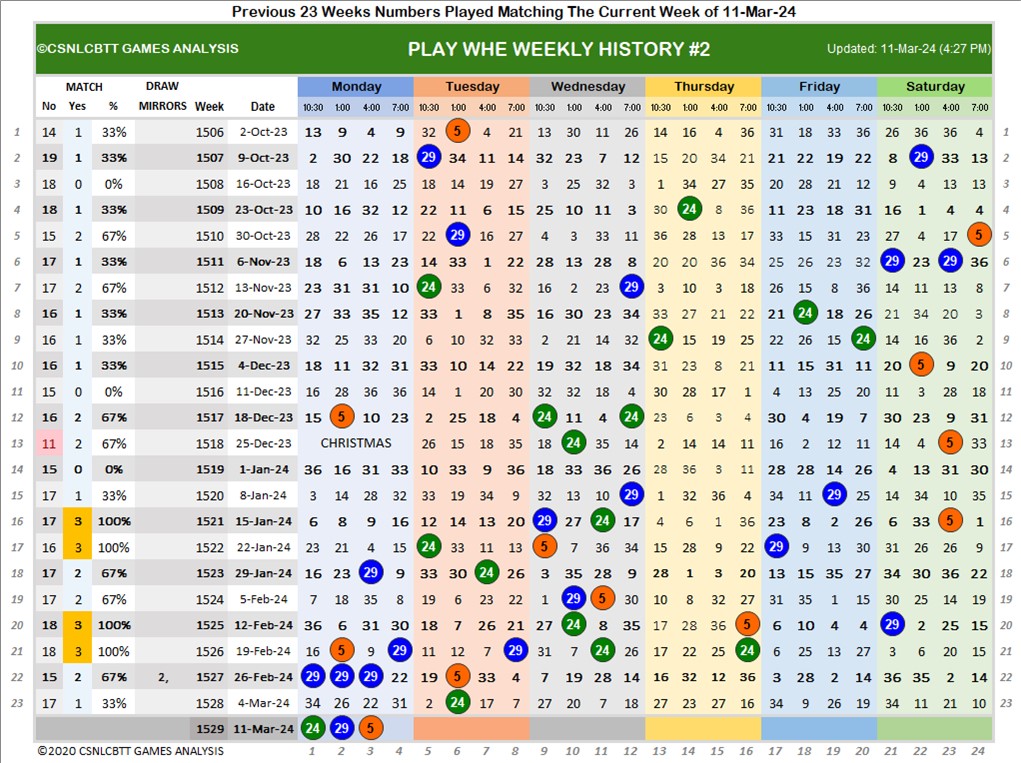 Previous 23 Weeks Numbers Played Matching The Current Week of 11-Mar-24
©CSNLCBTT GAMES ANALYSIS PLAY WHE WEEKLY HISTORY #2 Updated: 11-Mar-24 (4:27 PM)
MATCH DRAW Monday Tuesday Wednesday Thursday Friday Saturday
No Yes % MIRRORS Week Date 10:30 1:00 4:00 7:00 10:30 1:00 4:00 7:00 10:30 1:00 4:00 7:00 10:30 1:00 4:00 7:00 10:30 1:00 4:00 7:00 10:30 1:00 4:00 7:00
1 14 1 33% 1506 2-Oct-23 13 9 4 9 32 5 4 21 13 30 11 26 14 16 4 36 31 18 33 36 26 36 36 4 1
2 19 1 33% 1507 9-Oct-23 2 30 22 18 29 34 11 14 32 23 7 12 15 20 34 21 21 22 19 22 8 29 33 13 2
3 18 0 0% 1508 16-Oct-23 18 21 16 25 18 14 19 27 3 25 32 3 1 34 27 35 20 28 21 12 9 4 13 13 3
4 18 1 33% 1509 23-Oct-23 10 16 32 12 22 11 6 15 25 10 11 3 30 24 8 36 11 23 18 31 16 1 4 4 4
5 15 2 67% 1510 30-Oct-23 28 22 26 17 22 29 16 27 4 3 33 11 36 28 13 17 33 15 31 23 27 4 17 5 5
6 17 1 33% 1511 6-Nov-23 18 6 13 23 14 33 1 22 28 13 28 8 20 20 36 34 26 26 23 32 29 23 29 36 6
7 17 2 67% 1512 13-Nov-23 23 31 31 10 24 33 6 32 16 2 23 29 3 10 3 18 26 15 8 36 14 11 13 8 7
8 16 1 33% 1513 20-Nov-23 27 33 35 12 33 1 8 35 16 30 23 34 33 27 21 22 21 24 18 26 21 34 20 3 8
9 16 1 33% 1514 27-Nov-23 32 25 33 20 6 10 32 33 2 21 14 32 24 15 19 25 22 26 15 24 14 16 36 2 9
10 16 1 33% 1515 4-Dec-23 18 11 32 31 33 10 14 22 19 32 18 34 31 23 8 21 11 15 31 11 20 5 9 20 10
11 15 0 0% 1516 11-Dec-23 16 28 36 36 14 1 20 30 32 32 18 4 30 28 17 1 4 13 25 20 11 3 28 18 11
12 16 2 67% 1517 18-Dec-23 15 5 10 23 2 25 18 4 24 11 4 24 23 6 3 4 30 4 19 7 30 23 9 31 12
13 11 2 67% 1518 25-Dec-23 CHRISTMAS 26 15 18 35 18 24 35 14 2 14 14 11 16 2 12 11 14 4 5 33 13
14 15 0 0% 1519 1-Jan-24 36 16 31 33 10 33 9 36 18 33 36 26 28 36 3 11 28 28 14 26 4 13 31 30 14
15 17 1 33% 1520 8-Jan-24 3 14 28 32 33 19 34 9 32 13 10 29 1 32 36 4 34 11 29 25 14 34 10 35 15
16 17 3 100% 1521 15-Jan-24 6 8 9 16 12 14 13 20 29 27 24 17 4 6 1 36 23 8 2 26 6 33 5 1 16
17 16 3 100% 1522 22-Jan-24 23 21 4 15 24 33 11 13 5 7 36 34 15 28 9 22 29 9 13 30 31 26 26 9 17
18 17 2 67% 1523 29-Jan-24 16 23 29 9 33 30 24 26 3 35 28 9 28 1 3 20 13 15 35 27 34 30 36 22 18
19 17 2 67% 1524 5-Feb-24 7 18 35 8 19 6 23 22 1 29 5 30 10 8 32 27 31 35 1 15 30 25 14 19 19
20 18 3 100% 1525 12-Feb-24 36 6 31 30 18 7 26 21 27 24 8 35 17 28 36 5 6 10 4 4 29 2 25 15 20
21 18 3 100% 1526 19-Feb-24 16 5 9 29 11 12 7 29 31 7 24 26 17 22 25 24 6 25 13 27 3 6 20 15 21
22 15 2 67% 2, 1527 26-Feb-24 29 29 29 22 19 5 33 4 7 19 28 14 16 32 12 36 3 28 2 14 36 35 2 14 22
23 17 1 33% 1528 4-Mar-24 34 26 22 31 2 24 17 7 27 20 7 18 27 23 27 16 34 9 26 19 34 11 21 10 23
1529 11-Mar-24 24 29 5
©2020 CSNLCBTT GAMES ANALYSIS 1 2 3 4 5 6 7 8 9 10 11 12 13 14 15 16 17 18 19 20 21 22 23 24